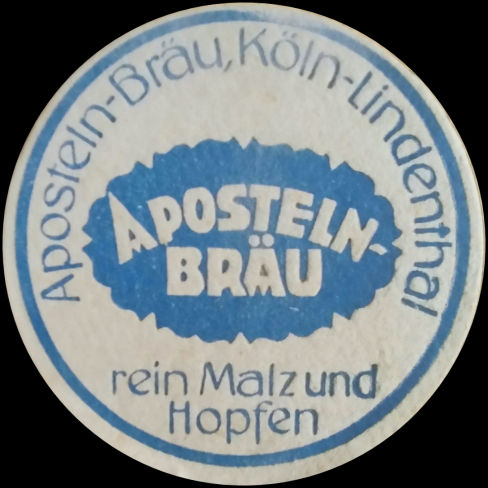 Aposteln-Bräu, Köln-Lindenthal
APOSTELN-
BRÄU
rein Malz und
Hopfen